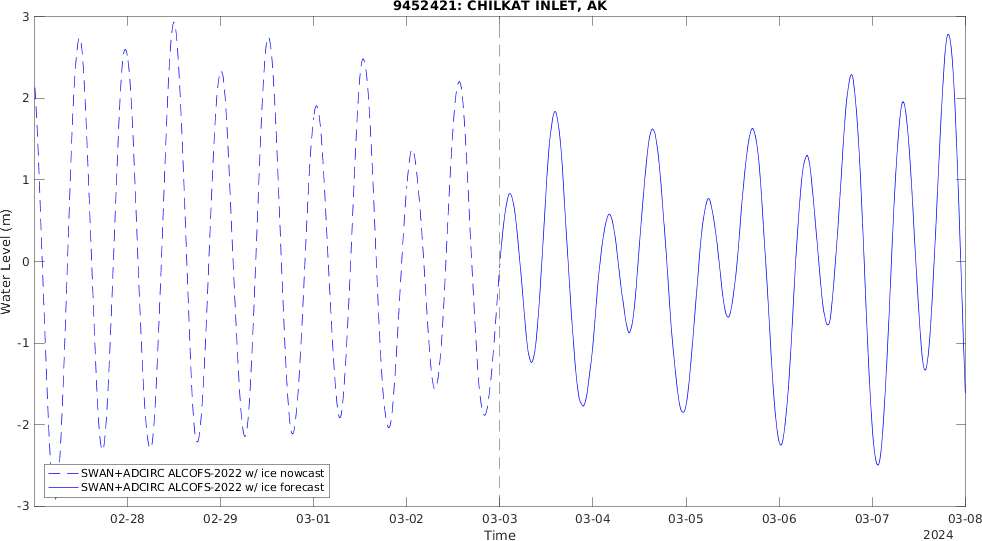 9452421: CHILKAT INLET, AK
3
2
1
0
-1
-2
-3
Water Level (m)
SWAN+ADCIRC ALCOFS-2022 w/ ice nowcast
SWAN+ADCIRC ALCOFS-2022 w/ ice forecast
02-28 02-29 03-01 03-02 03-03 03-04 03-05 03-06 03-07 03-08
Time
2024